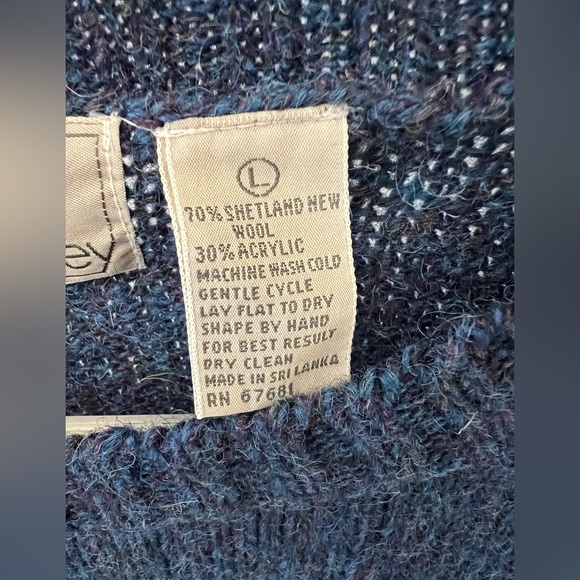 ey
L
70% SHETLAND NEW
WOOL
30% ACRYLIC
MACHINE WASH COLD
GENTLE CYCLE
LAY FLAT TO DRY
SHAPE BY HAND
FOR BEST RESULT
DRY CLEAN
MADE IN SRI LANKA
RN 67681